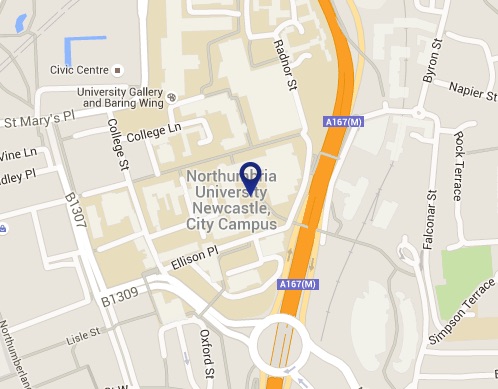 Byron St
Radnor St
Civic Centre
University Gallery
and Baring Wing
Napier St
St Mary's Pl
A167(M)
College St
College Ln
Rock Terrace
Vine Ln
dley Pl
Northumbria
University
Newcastle,
City Campus
B1307
Falconar St
Ellison Pl
A167(M)
B1309
Simpson Terrace
Northumberlan
Lisle St
Oxford St
t W